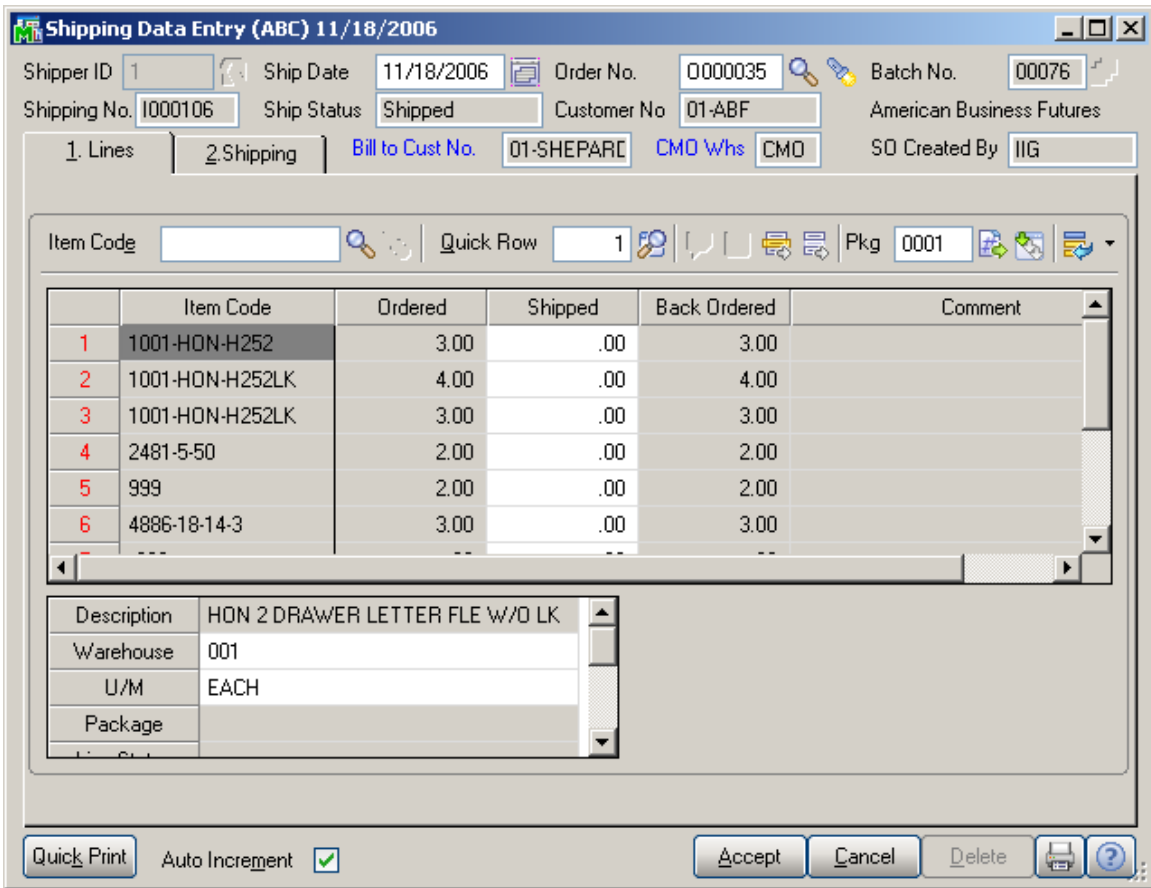 Shipping Data Entry (ABC) 11/18/2006
Shipper ID 1 Ship Date 11/18/2006 Order No. 0000035 Batch No. 00076
Shipping No. I000106 Ship Status Shipped Customer No 01-ABF American Business Futures
1. Lines 2.Shipping Bill to Cust No. 01-SHEPARD CMO Whs CMO SO Created By IIG
Item Code Quick Row 1 Pkg 0001
Item Code Ordered Shipped Back Ordered Comment
1 1001-HON-H252 3.00 .00 3.00
2 1001-HON-H252LK 4.00 .00 4.00
3 1001-HON-H252LK 3.00 .00 3.00
4 2481-5-50 2.00 .00 2.00
5 999 2.00 .00 2.00
6 4886-18-14-3 3.00 .00 3.00
Description HON 2 DRAWER LETTER FLE W/O LK
Warehouse 001
U/M EACH
Package
Quick Print Auto Increment Accept Cancel Delete